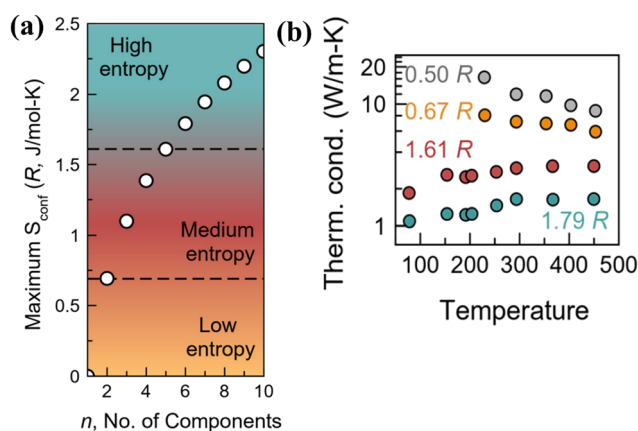 (a)
2.5
2
1.5
1
0.5
0
Maximum S_conf (R, J/mol-K)
High
entropy
Medium
entropy
Low
entropy
2 4 6 8 10
n, No. of Components
(b)
20
10
1
Therm. cond. (W/m-K)
0.50 R
0.67 R
1.61 R
1.79 R
100 200 300 400 500
Temperature